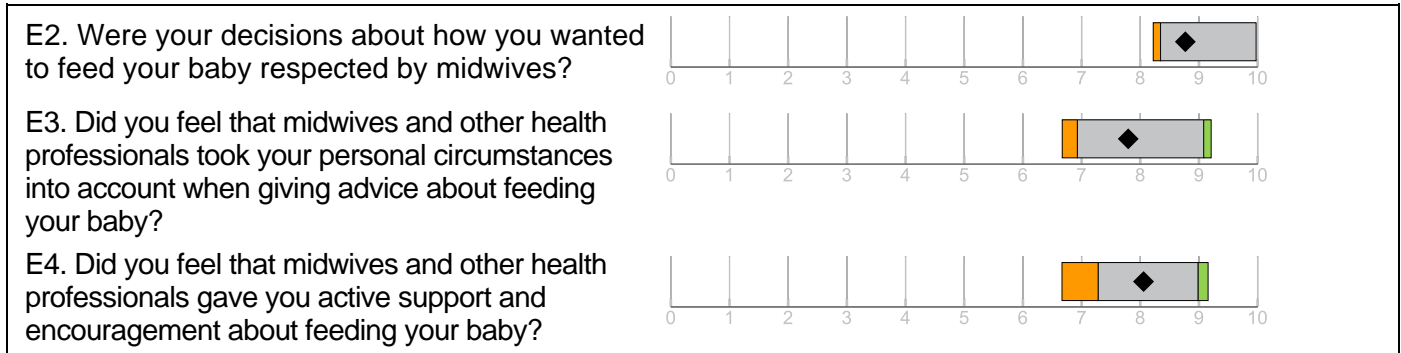 E2. Were your decisions about how you wanted
to feed your baby respected by midwives?
0 1 2 3 4 5 6 7 8 9 10
E3. Did you feel that midwives and other health
professionals took your personal circumstances
into account when giving advice about feeding
your baby?
0 1 2 3 4 5 6 7 8 9 10
E4. Did you feel that midwives and other health
professionals gave you active support and
encouragement about feeding your baby?
0 1 2 3 4 5 6 7 8 9 10